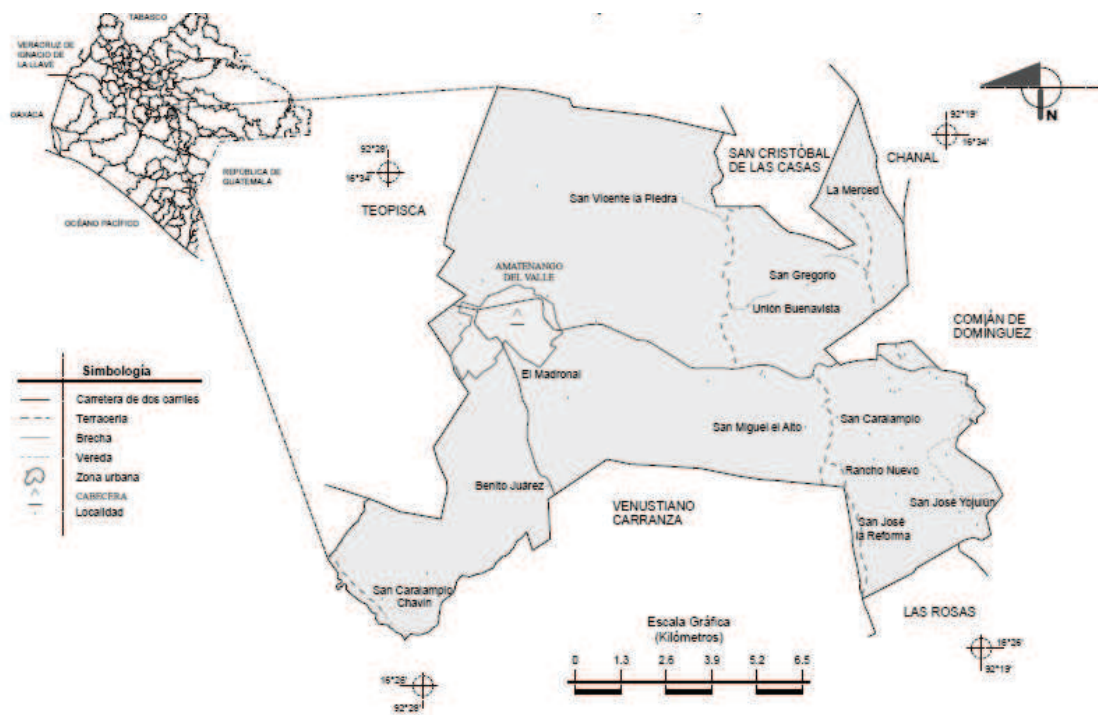 TABASCO
VERACRUZ DE
IGNACIO DE
LA LLAVE
OAXACA
REPÚBLICA DE
GUATEMALA
OCÉANO PACÍFICO
92°28'
16°34'
TEOPISCA
SAN CRISTÓBAL
DE LAS CASAS
CHANAL
92°19'
16°34'
N
La Merced
San Vicente la Piedra
AMATENANGO
DEL VALLE
San Gregorio
Unión Buenavista
COMIÁN DE
DOMINGUEZ
El Madronal
San Miguel el Alto
San Caralampio
Rancho Nuevo
San José Yojulún
San José
la Reforma
Benito Juárez
VENUSTIANO
CARRANZA
San Caralampio
Chavin
LAS ROSAS
Simbología
Carretera de dos carriles
Terracería
Brecha
Vereda
Zona urbana
CABECERA
Localidad
Escala Gráfica
(Kilómetros)
0 1.3 2.6 3.9 5.2 6.5
16°26'
92°28'
16°26'
92°19'